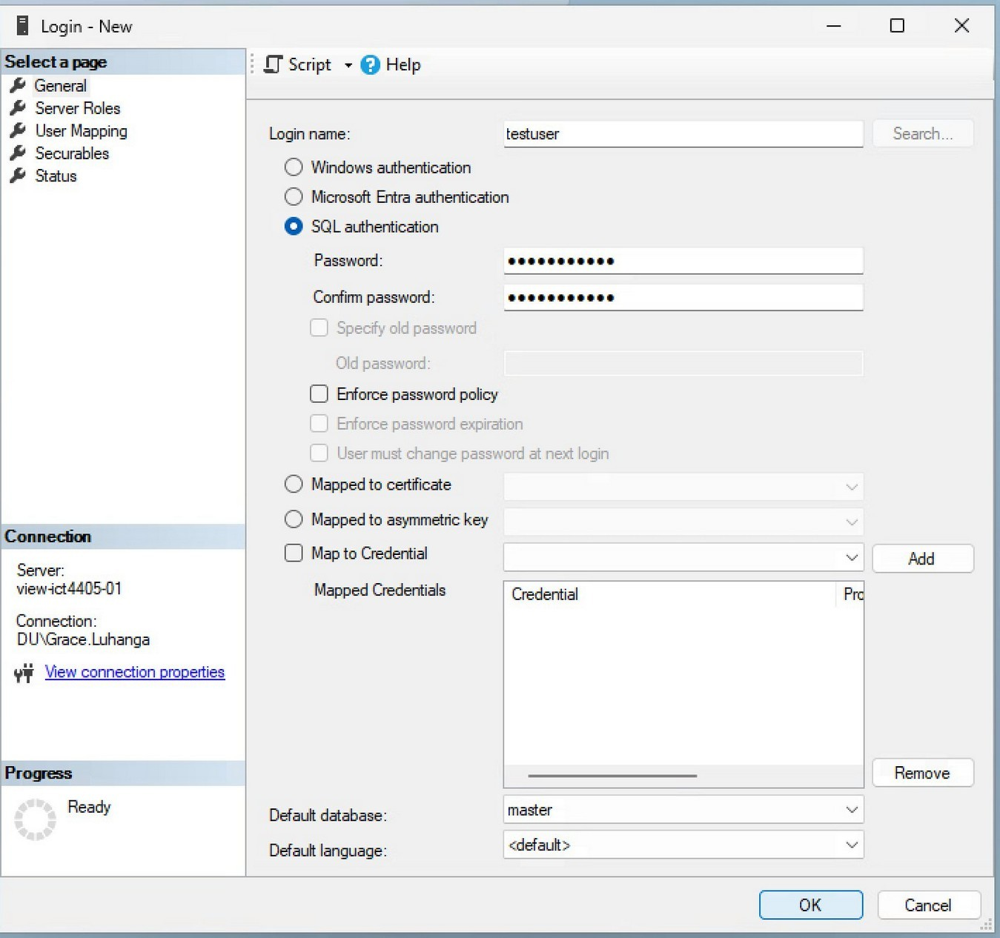 Login - New
Select a page
General
Server Roles
User Mapping
Securables
Status
Script
Help
Login name:
testuser
Search...
Windows authentication
Microsoft Entra authentication
SQL authentication
Password:
●●●●●●●●●●●
Confirm password:
●●●●●●●●●●●
Specify old password
Old password:
Enforce password policy
Enforce password expiration
User must change password at next login
Mapped to certificate
Mapped to asymmetric key
Map to Credential
Add
Mapped Credentials
Credential
Pro
Remove
Default database:
master
Default language:
<default>
Connection
Server:
view-ict4405-01
Connection:
DU\Grace.Luhanga
View connection properties
Progress
Ready
OK
Cancel